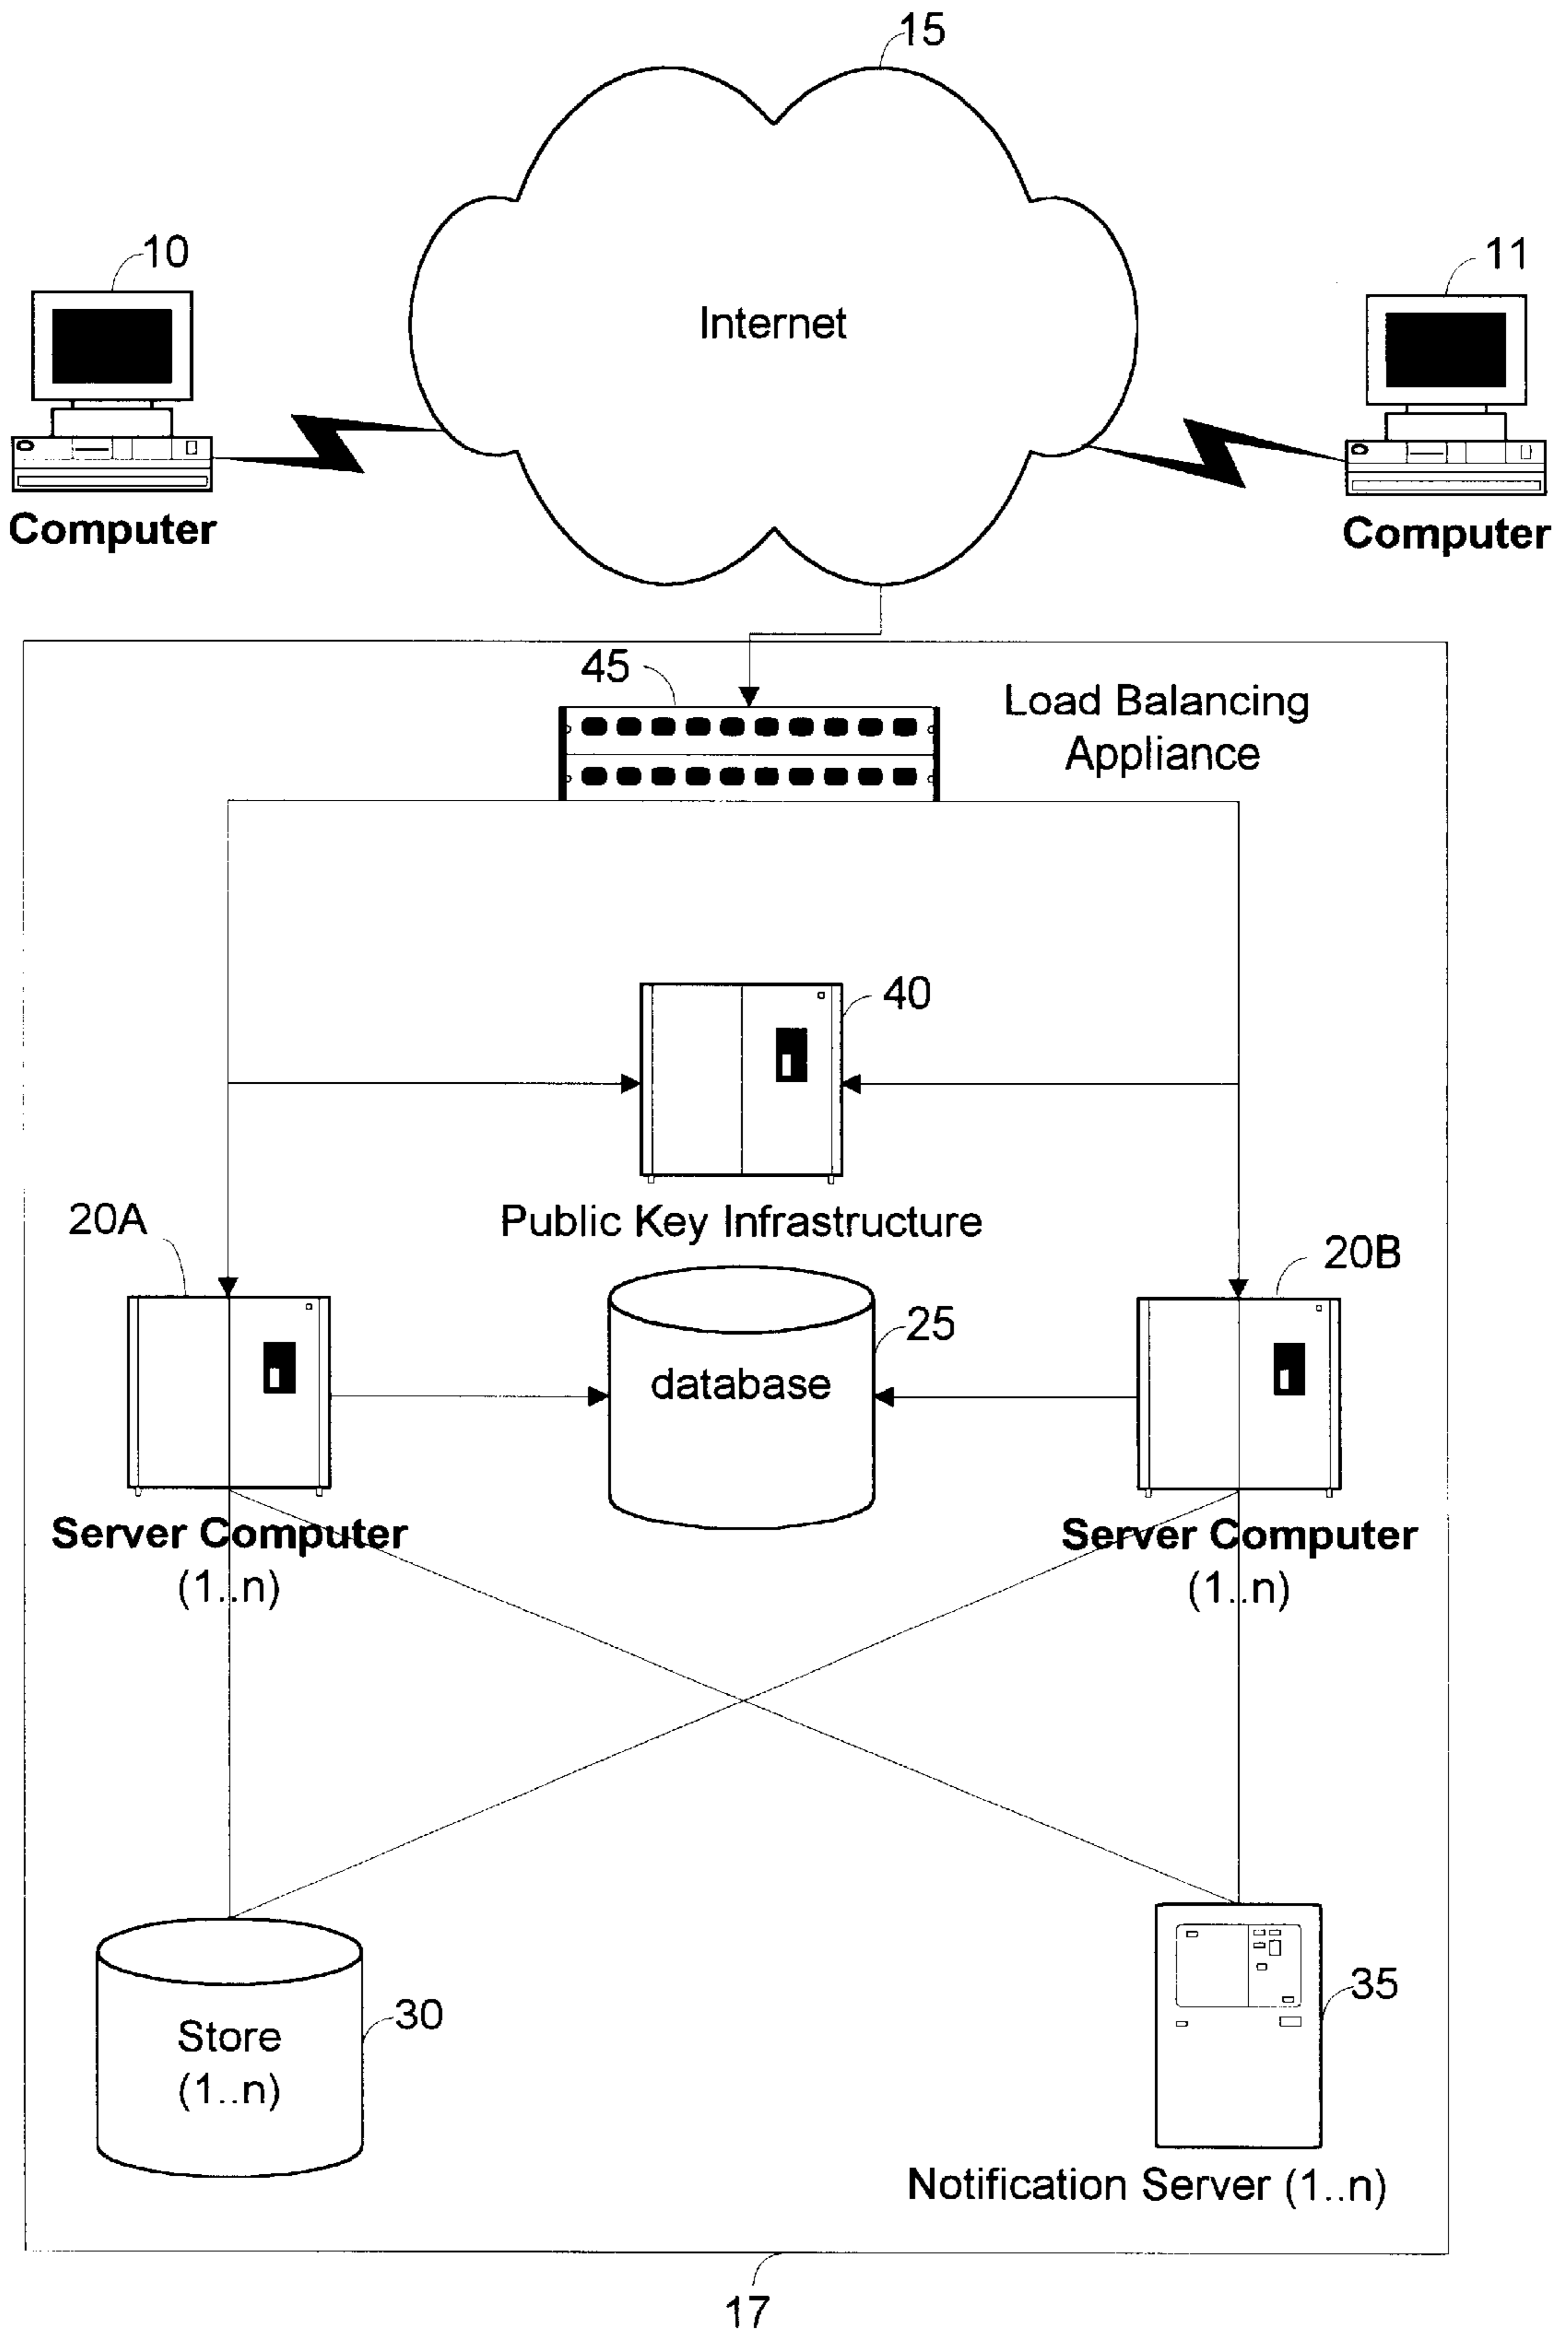 15
10
11
Internet
Computer
Computer
45
Load Balancing
Appliance
40
Public Key Infrastructure
20A
20B
25
database
Server Computer
(1..n)
Server Computer
(1..n)
Store
(1..n)
30
35
Notification Server (1..n)
17